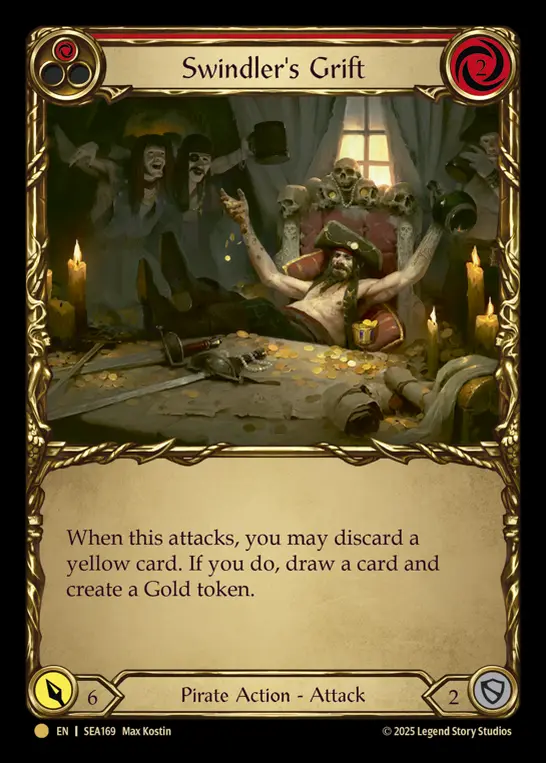 Swindler's Grift
2
When this attacks, you may discard a
yellow card. If you do, draw a card and
create a Gold token.
6
Pirate Action - Attack
2
EN | SEA169 Max Kostin
© 2025 Legend Story Studios